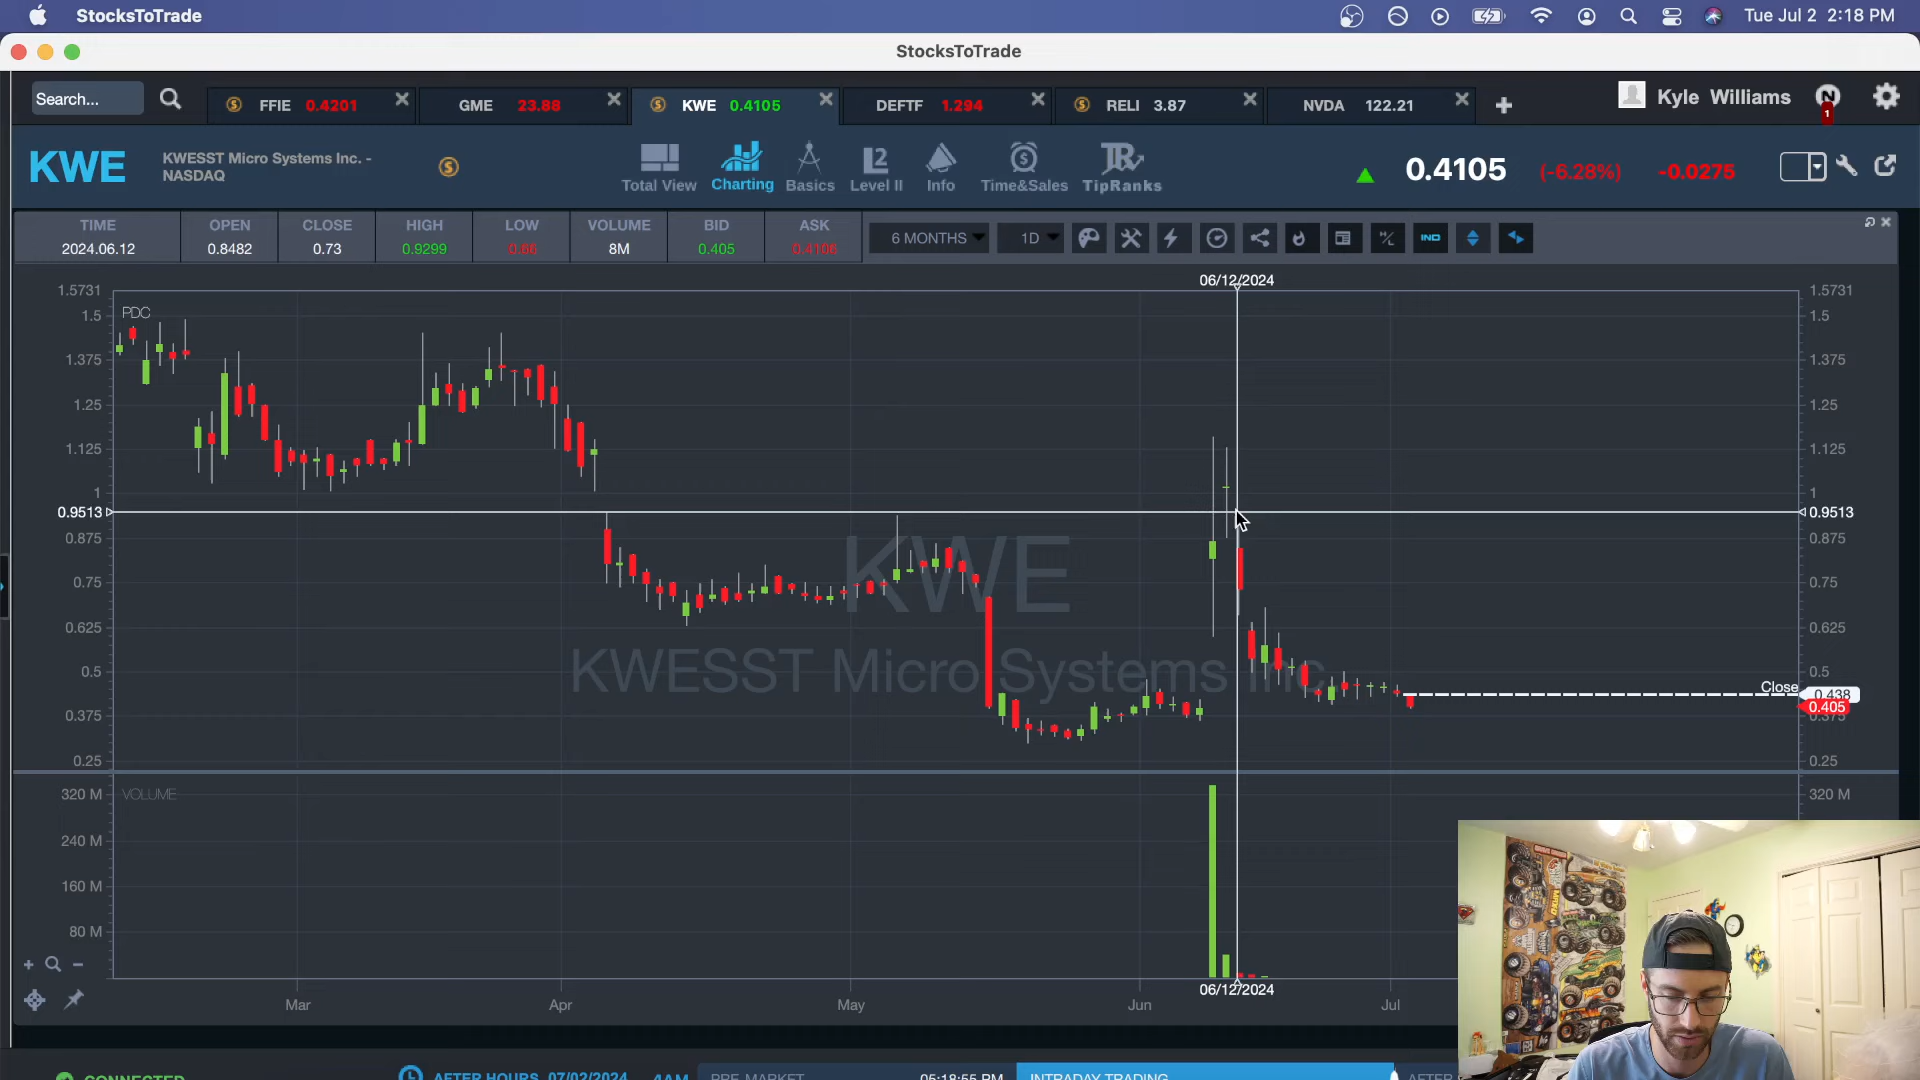 StocksToTrade
Tue Jul 2 2:18 PM
StocksToTrade
Search...
FFIE 0.4201
GME 23.88
KWE 0.4105
DEFTF 1.294
RELI 3.87
NVDA 122.21
Kyle Williams
1
KWE
KWESST Micro Systems Inc. -
NASDAQ
Total View
Charting
Basics
L2
Level II
Info
Time&Sales
TipRanks
0.4105
(-6.28%)
-0.0275
TIME OPEN CLOSE HIGH LOW VOLUME BID ASK
2024.06.12 0.8482 0.73 0.9299 0.66 8M 0.405 0.4106
6 MONTHS
1D
IND
06/12/2024
1.5731 1.5731
PDC
1.5 1.5
1.375 1.375
1.25 1.25
1.125 1.125
1 1
0.9513 0.9513
0.875 0.875
0.75 0.75
0.625 0.625
0.5 0.5
0.375 0.375
0.25 0.25
KWE
KWESST Micro Systems Inc.
Close
0.438
0.405
VOLUME
320 M 320 M
240 M
160 M
80 M
06/12/2024
Mar Apr May Jun Jul
CONNECTED
AFTER HOURS 07/02/2024
4AM
PRE-MARKET
05:18:55 PM
INTRADAY TRADING
AFTER